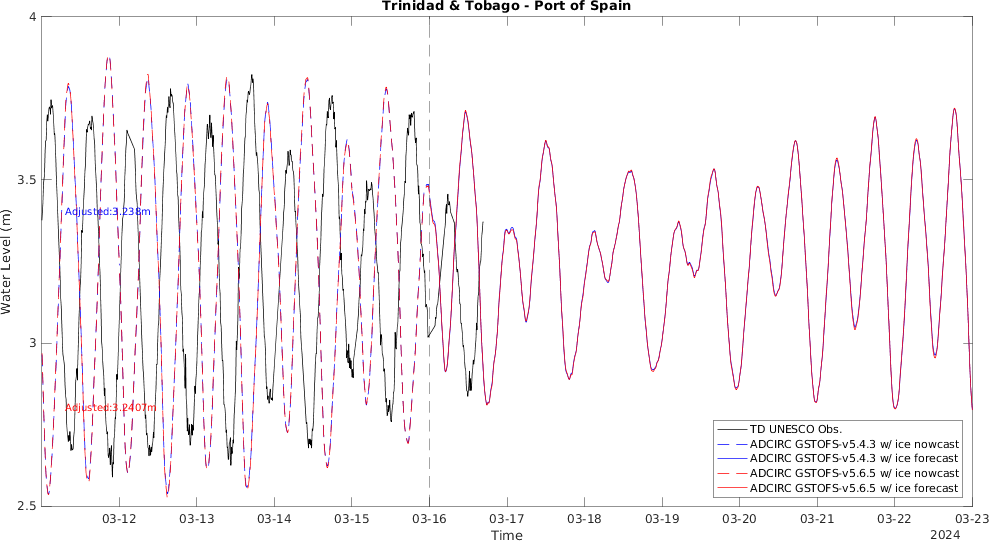 Trinidad & Tobago - Port of Spain
4
3.5
3
2.5
Water Level (m)
Adjusted:3.238m
Adjusted:3.2407m
TD UNESCO Obs.
ADCIRC GSTOFS-v5.4.3 w/ ice nowcast
ADCIRC GSTOFS-v5.4.3 w/ ice forecast
ADCIRC GSTOFS-v5.6.5 w/ ice nowcast
ADCIRC GSTOFS-v5.6.5 w/ ice forecast
03-12 03-13 03-14 03-15 03-16 03-17 03-18 03-19 03-20 03-21 03-22 03-23
Time
2024